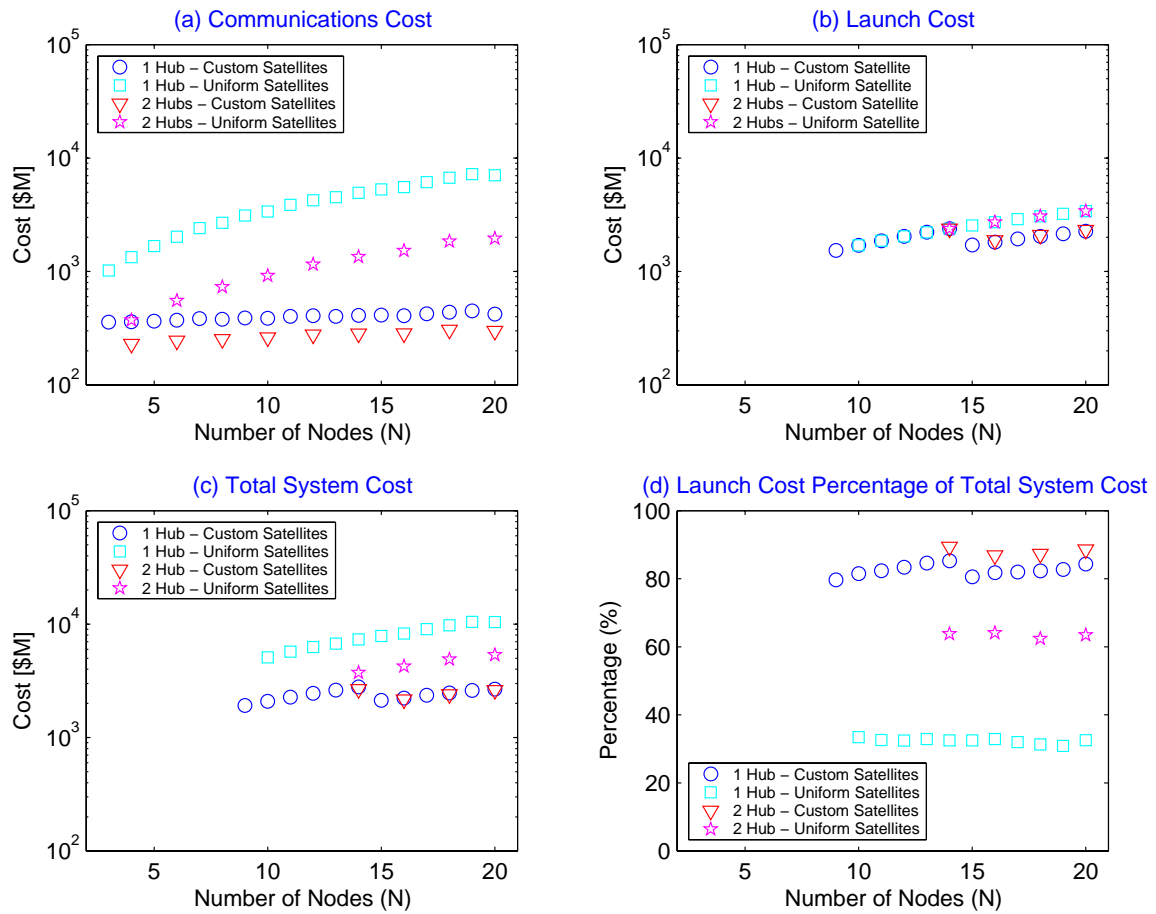 (a) Communications Cost
10^5
10^4
10^3
10^2
Cost [$M]
1 Hub − Custom Satellites
1 Hub − Uniform Satellites
2 Hubs − Custom Satellites
2 Hubs − Uniform Satellites
5 10 15 20
Number of Nodes (N)
(b) Launch Cost
10^5
10^4
10^3
10^2
Cost [$M]
1 Hub − Custom Satellite
1 Hub − Uniform Satellite
2 Hubs − Custom Satellite
2 Hubs − Uniform Satellite
5 10 15 20
Number of Nodes (N)
(c) Total System Cost
10^5
10^4
10^3
10^2
Cost [$M]
1 Hub − Custom Satellites
1 Hub − Uniform Satellites
2 Hub − Custom Satellites
2 Hub − Uniform Satellites
5 10 15 20
Number of Nodes (N)
(d) Launch Cost Percentage of Total System Cost
100
80
60
40
20
0
Percentage (%)
1 Hub − Custom Satellites
1 Hub − Uniform Satellites
2 Hub − Custom Satellites
2 Hub − Uniform Satellites
5 10 15 20
Number of Nodes (N)